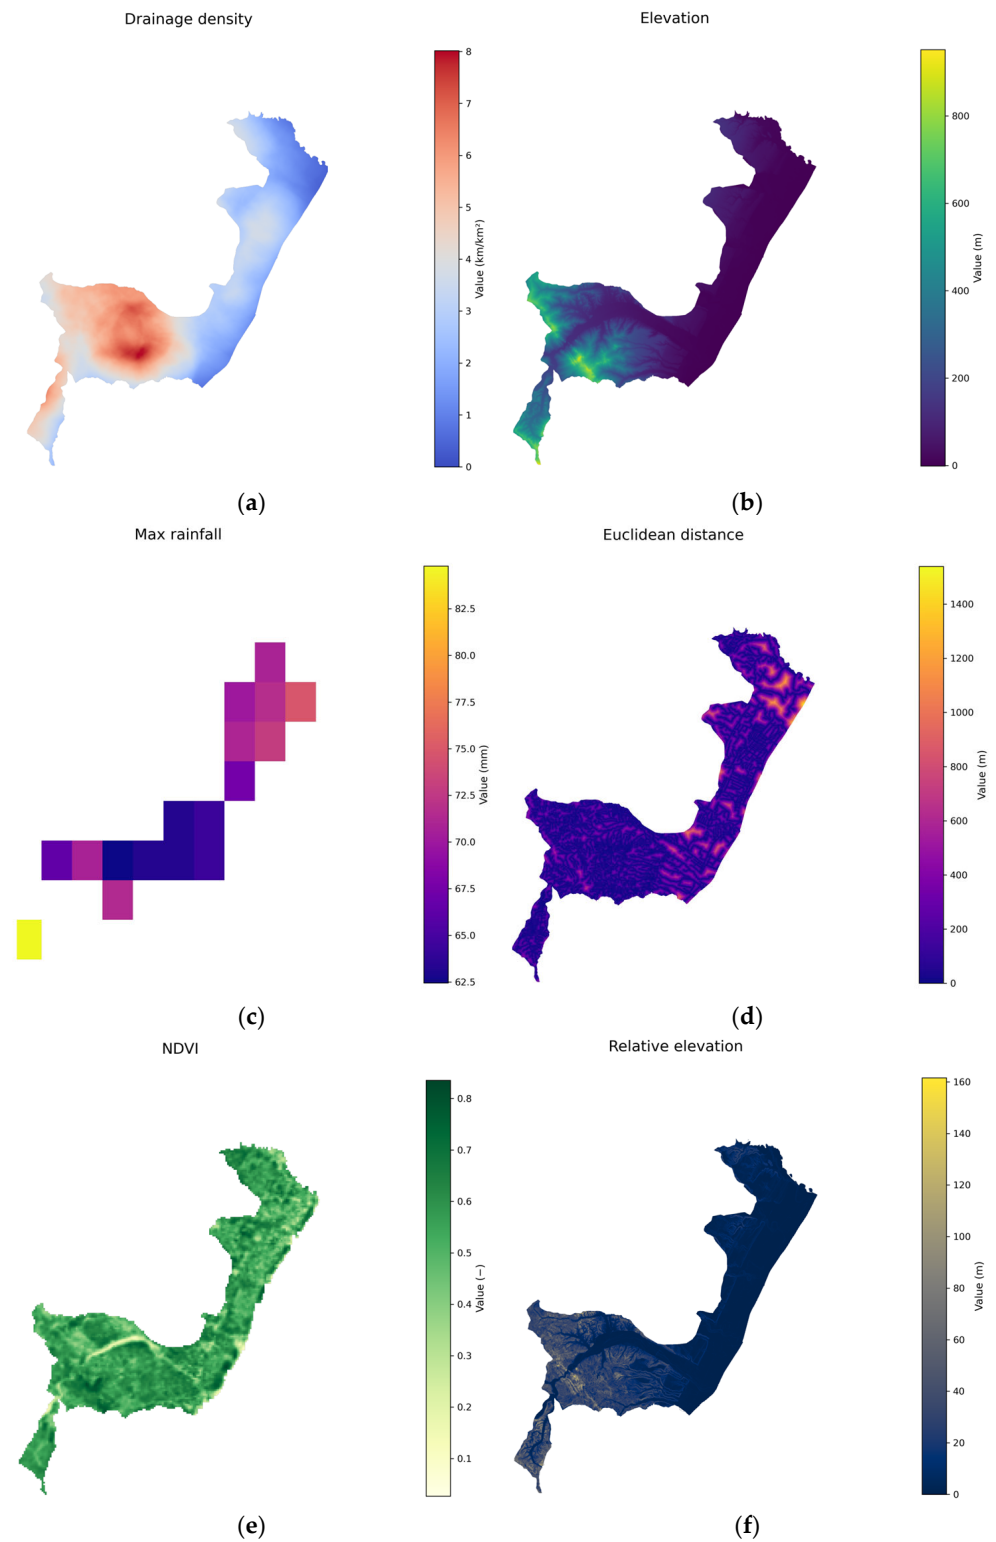 Drainage density
8
7
6
5
4
3
2
1
0
Value (km/km²)
(a)
Elevation
800
600
400
200
0
Value (m)
(b)
Max rainfall
82.5
80.0
77.5
75.0
72.5
70.0
67.5
65.0
62.5
Value (mm)
(c)
Euclidean distance
1400
1200
1000
800
600
400
200
0
Value (m)
(d)
NDVI
0.8
0.7
0.6
0.5
0.4
0.3
0.2
0.1
Value (−)
(e)
Relative elevation
160
140
120
100
80
60
40
20
0
Value (m)
(f)